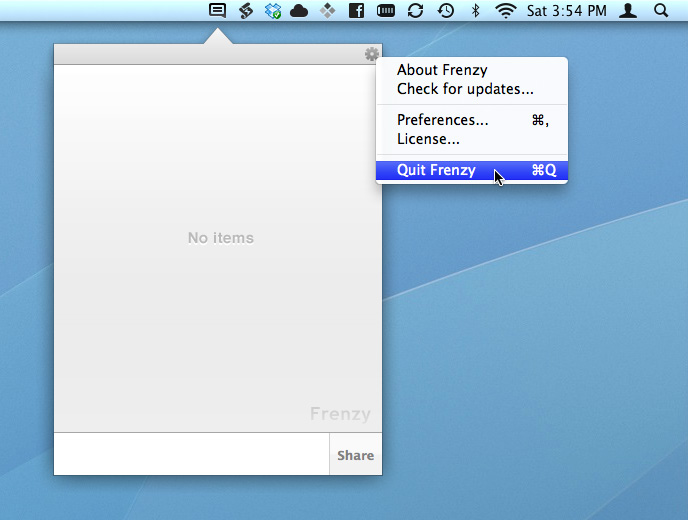 Sat 3:54 PM
About Frenzy
Check for updates...
Preferences... ⌘,
License...
Quit Frenzy ⌘Q
No items
Frenzy
Share